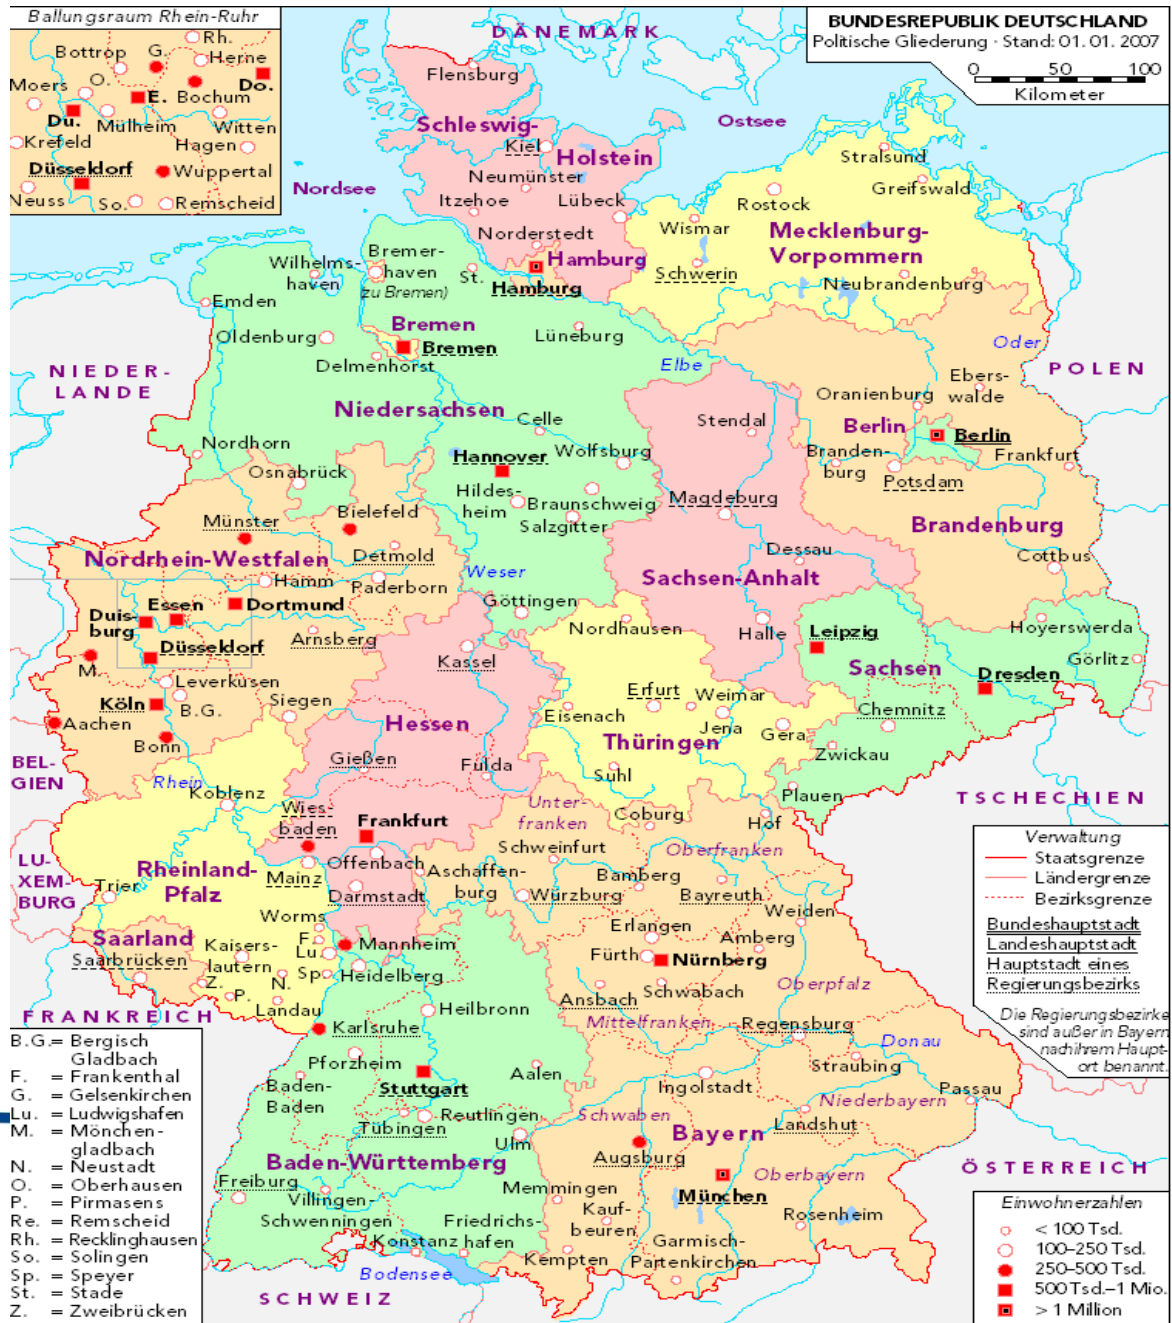 Ballungsraum Rhein-Ruhr
Rh.
Bottrop
G.
Herne
O.
Moers
E.
Bochum
Do.
Du.
Mülheim
Witten
Krefeld
Hagen
Düsseldorf
Wuppertal
Neuss
So.
Remscheid
BUNDESREPUBLIK DEUTSCHLAND
Politische Gliederung · Stand: 01. 01. 2007
0 50 100
Kilometer
DÄNEMARK
Flensburg
Schleswig-
Holstein
Kiel
Ostsee
Nordsee
Neumünster
Itzehoe
Lübeck
Norderstedt
Stralsund
Greifswald
Rostock
Wismar
Mecklenburg-
Vorpommern
Schwerin
Neubrandenburg
Hamburg
Hamburg
Wilhelms-
haven
Bremer-
haven
(zu Bremen)
St.
Emden
Oldenburg
Bremen
Bremen
Delmenhorst
Lüneburg
Elbe
Oder
NIEDER-
LANDE
POLEN
Niedersachsen
Celle
Nordhorn
Osnabrück
Hannover
Wolfsburg
Hildes-
heim
Braunschweig
Salzgitter
Stendal
Magdeburg
Oranienburg
Ebers-
walde
Berlin
Berlin
Branden-
burg
Potsdam
Frankfurt
Brandenburg
Cottbus
Dessau
Sachsen-Anhalt
Münster
Bielefeld
Detmold
Nordrhein-Westfalen
Hamm
Paderborn
Weser
Göttingen
Duis-
burg
Essen
Dortmund
Düsseldorf
Arnsberg
M.
Leverkusen
Köln
B.G.
Siegen
Aachen
Bonn
Kassel
Nordhausen
Halle
Leipzig
Hoyerswerda
Görlitz
Sachsen
Dresden
Chemnitz
Zwickau
Plauen
Hessen
Erfurt
Weimar
Eisenach
Jena
Gera
Thüringen
Suhl
Gießen
Fulda
BEL-
GIEN
Rhein
Koblenz
Wies-
baden
Frankfurt
Unter-
franken
Coburg
Hof
TSCHECHIEN
LU-
XEM-
BURG
Rheinland-
Pfalz
Trier
Mainz
Offenbach
Darmstadt
Aschaffen-
burg
Schweinfurt
Oberfranken
Bamberg
Würzburg
Bayreuth
Weiden
Worms
F.
Lu.
Sp.
Mannheim
Heidelberg
Saarland
Saarbrücken
Kaisers-
lautern
Z.
P.
N.
Landau
Erlangen
Fürth
Nürnberg
Amberg
Schwabach
Ansbach
Oberpfalz
Mittelfranken
Regensburg
Donau
Straubing
Passau
Niederbayern
FRANKREICH
Karlsruhe
Heilbronn
Pforzheim
Stuttgart
Baden-
Baden
Aalen
Tübingen
Reutlingen
Ulm
Baden-Württemberg
Freiburg
Villingen-
Schwenningen
Friedrichs-
hafen
Konstanz
Bodensee
SCHWEIZ
Ingolstadt
Schwaben
Augsburg
Bayern
Landshut
Oberbayern
München
Memmingen
Kauf-
beuren
Kempten
Garmisch-
Partenkirchen
Rosenheim
ÖSTERREICH
Verwaltung
Staatsgrenze
Ländergrenze
Bezirksgrenze
Bundeshauptstadt
Landeshauptstadt
Hauptstadt eines
Regierungsbezirks
Die Regierungsbezirke
sind außer in Bayern
nach ihrem Haupt-
ort benannt.
B.G.= Bergisch
Gladbach
F. = Frankenthal
G. = Gelsenkirchen
Lu. = Ludwigshafen
M. = Mönchen-
gladbach
N. = Neustadt
O. = Oberhausen
P. = Pirmasens
Re. = Remscheid
Rh. = Recklinghausen
So. = Solingen
Sp. = Speyer
St. = Stade
Z. = Zweibrücken
Einwohnerzahlen
< 100 Tsd.
100–250 Tsd.
250–500 Tsd.
500 Tsd.–1 Mio.
> 1 Million